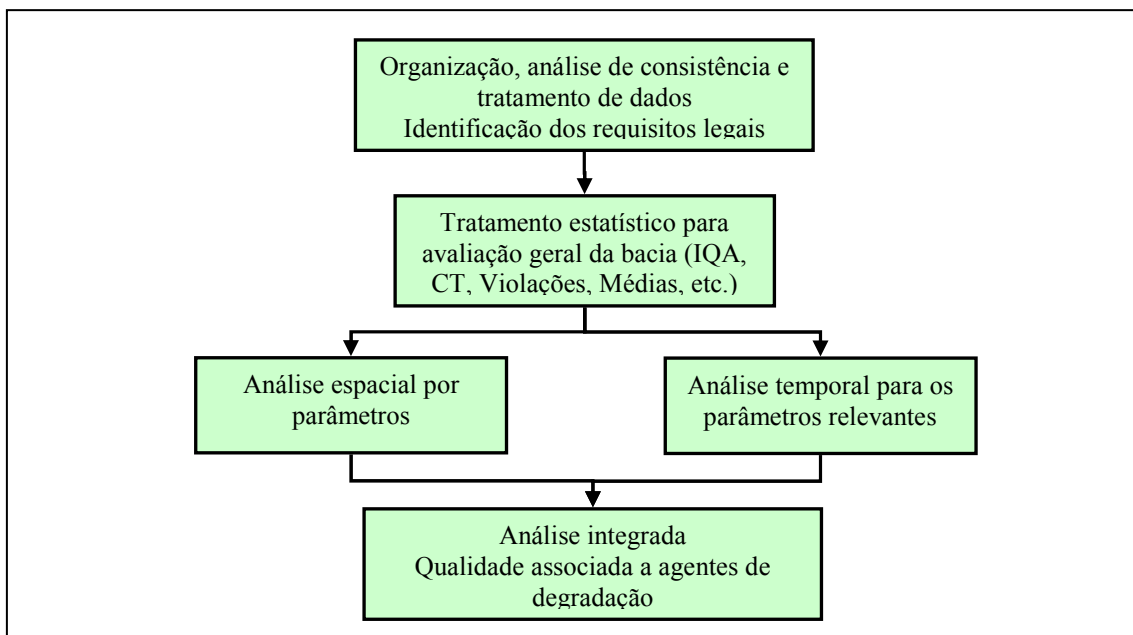 Organização, análise de consistência e
tratamento de dados
Identificação dos requisitos legais
Tratamento estatístico para
avaliação geral da bacia (IQA,
CT, Violações, Médias, etc.)
Análise espacial por
parâmetros
Análise temporal para os
parâmetros relevantes
Análise integrada
Qualidade associada a agentes de
degradação